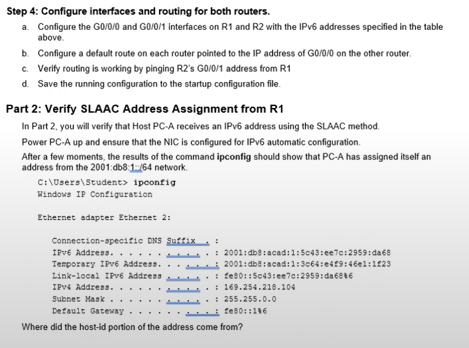 Step 4: Configure interfaces and routing for both routers.
a. Configure the G0/0/0 and G0/0/1 interfaces on R1 and R2 with the IPv6 addresses specified in the table
above.
b. Configure a default route on each router pointed to the IP address of G0/0/0 on the other router.
c. Verify routing is working by pinging R2's G0/0/1 address from R1
d. Save the running configuration to the startup configuration file.
Part 2: Verify SLAAC Address Assignment from R1
In Part 2, you will verify that Host PC-A receives an IPv6 address using the SLAAC method.
Power PC-A up and ensure that the NIC is configured for IPv6 automatic configuration.
After a few moments, the results of the command ipconfig should show that PC-A has assigned itself an
address from the 2001:db8:1::/64 network.
C:\Users\Student> ipconfig
Windows IP Configuration
Ethernet adapter Ethernet 2:
Connection-specific DNS Suffix . :
IPv6 Address. . . . . . . . . . . : 2001:db8:acad:1:5c43:ee7c:2959:da68
Temporary IPv6 Address. . . . . . : 2001:db8:acad:1:3c64:e4f9:46e1:1f23
Link-local IPv6 Address . . . . . : fe80::5c43:ee7c:2959:da68%6
IPv4 Address. . . . . . . . . . . : 169.254.218.104
Subnet Mask . . . . . . . . . . . : 255.255.0.0
Default Gateway . . . . . . . . . : fe80::1%6
Where did the host-id portion of the address come from?